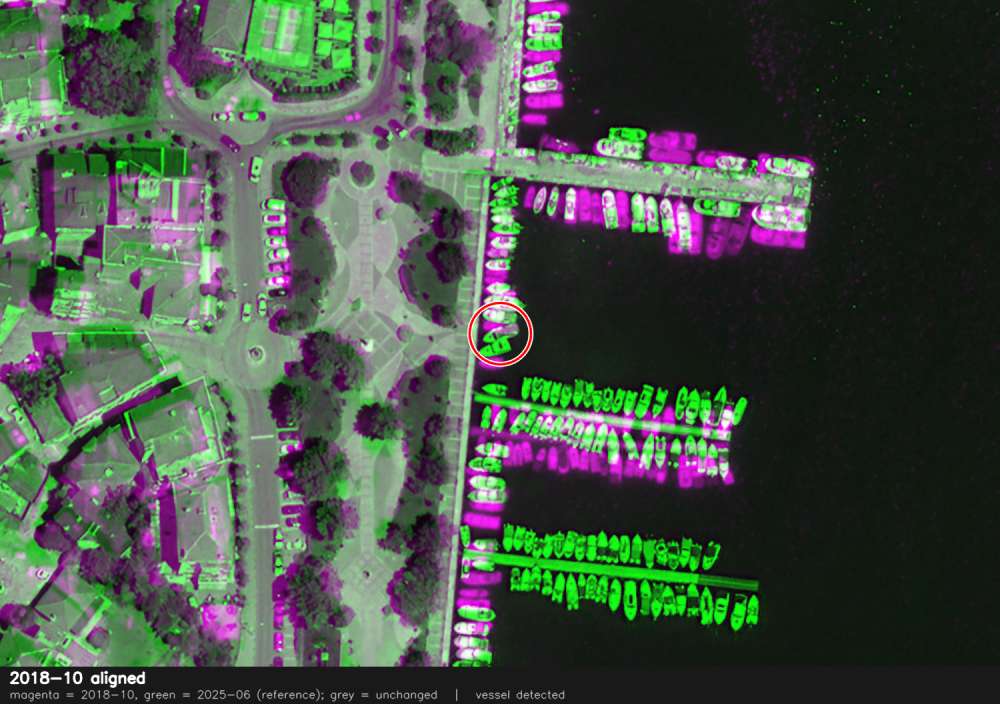 2018-10 aligned
magenta = 2018-10, green = 2025-06 (reference); grey = unchanged | vessel detected